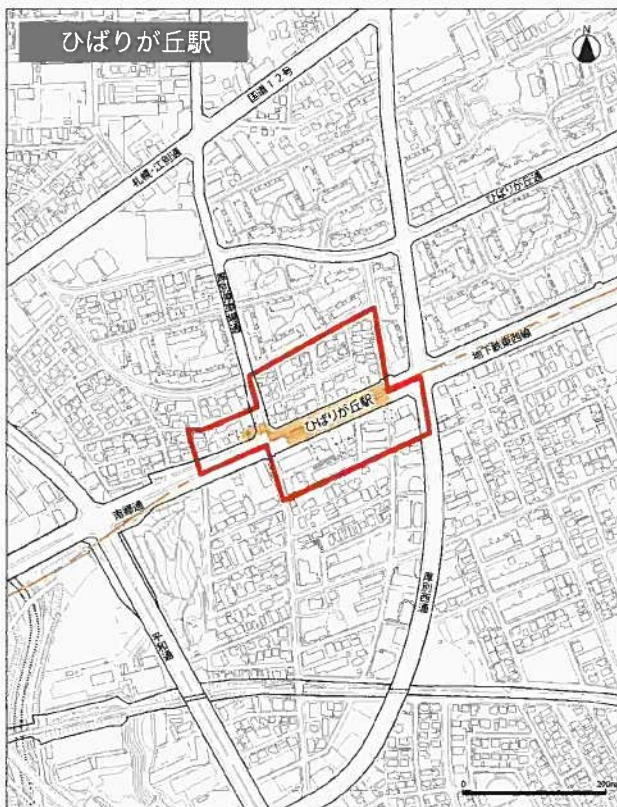 ひばりが丘駅
N
国道12号
札幌・江別通
ひばりが丘通
地下鉄東西線
ひばりが丘駅
南郷通
厚別西通
平和通
0 200m